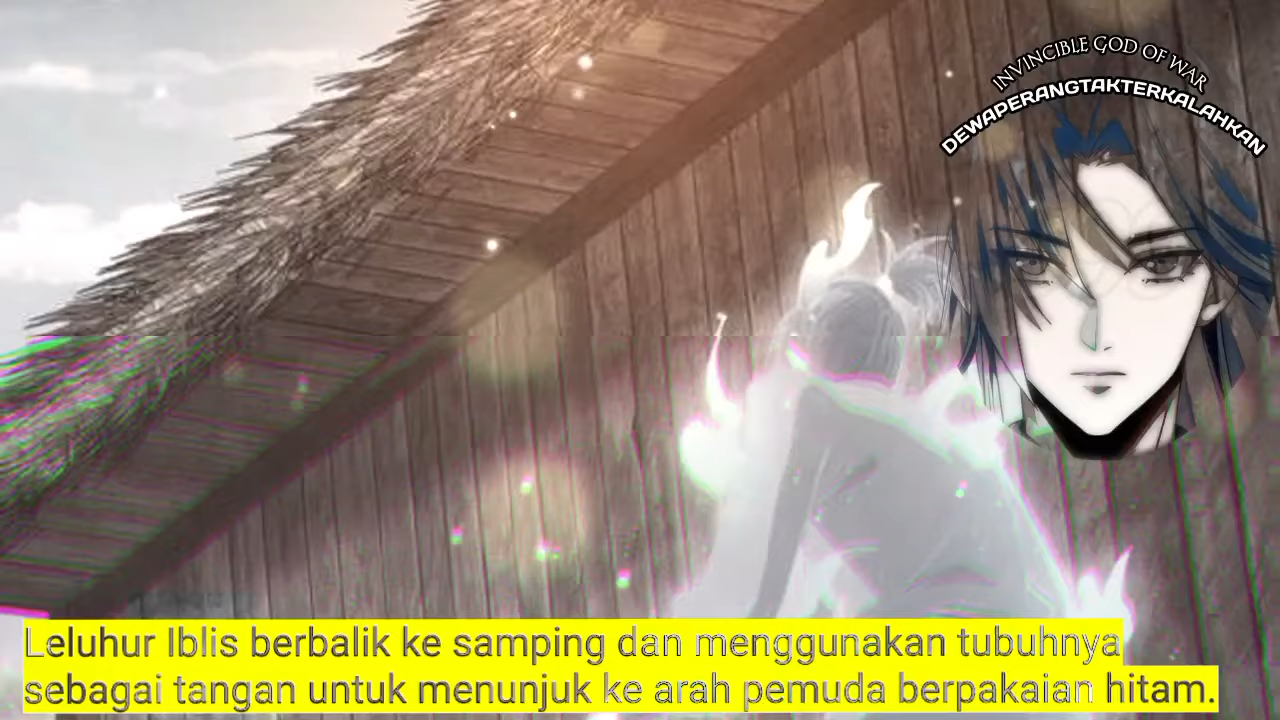 INVINCIBLE GOD OF WAR
DEWAPERANGTAKTERKALAHKAN
Leluhur Iblis berbalik ke samping dan menggunakan tubuhnya
sebagai tangan untuk menunjuk ke arah pemuda berpakaian hitam.